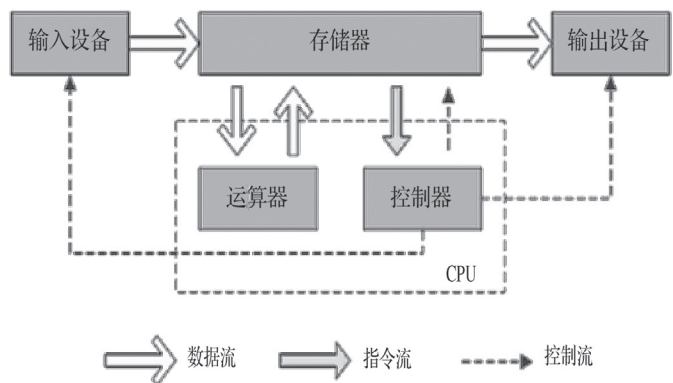 输入设备
存储器
输出设备
运算器
控制器
CPU
数据流
指令流
控制流